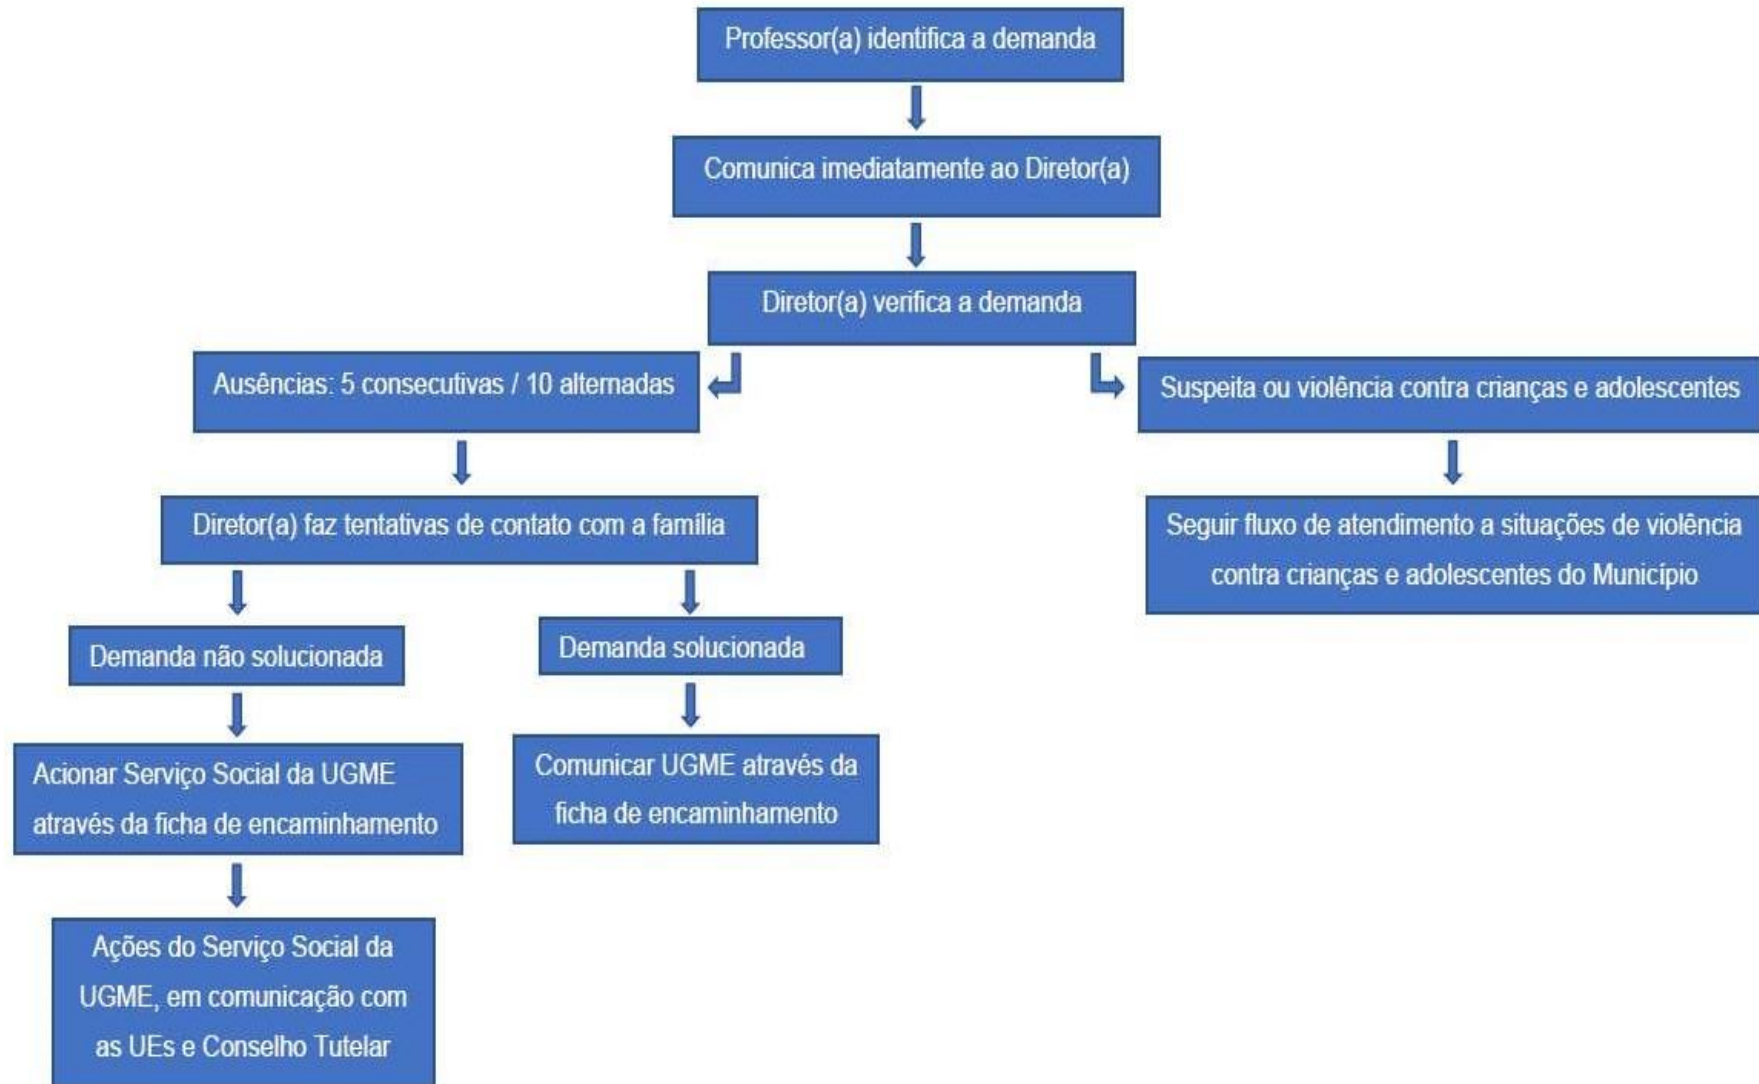 Professor(a) identifica a demanda
Comunica imediatamente ao Diretor(a)
Diretor(a) verifica a demanda
Ausências: 5 consecutivas / 10 alternadas
Suspeita ou violência contra crianças e adolescentes
Diretor(a) faz tentativas de contato com a família
Seguir fluxo de atendimento a situações de violência
contra crianças e adolescentes do Município
Demanda não solucionada
Demanda solucionada
Acionar Serviço Social da UGME
através da ficha de encaminhamento
Comunicar UGME através da
ficha de encaminhamento
Ações do Serviço Social da
UGME, em comunicação com
as UEs e Conselho Tutelar